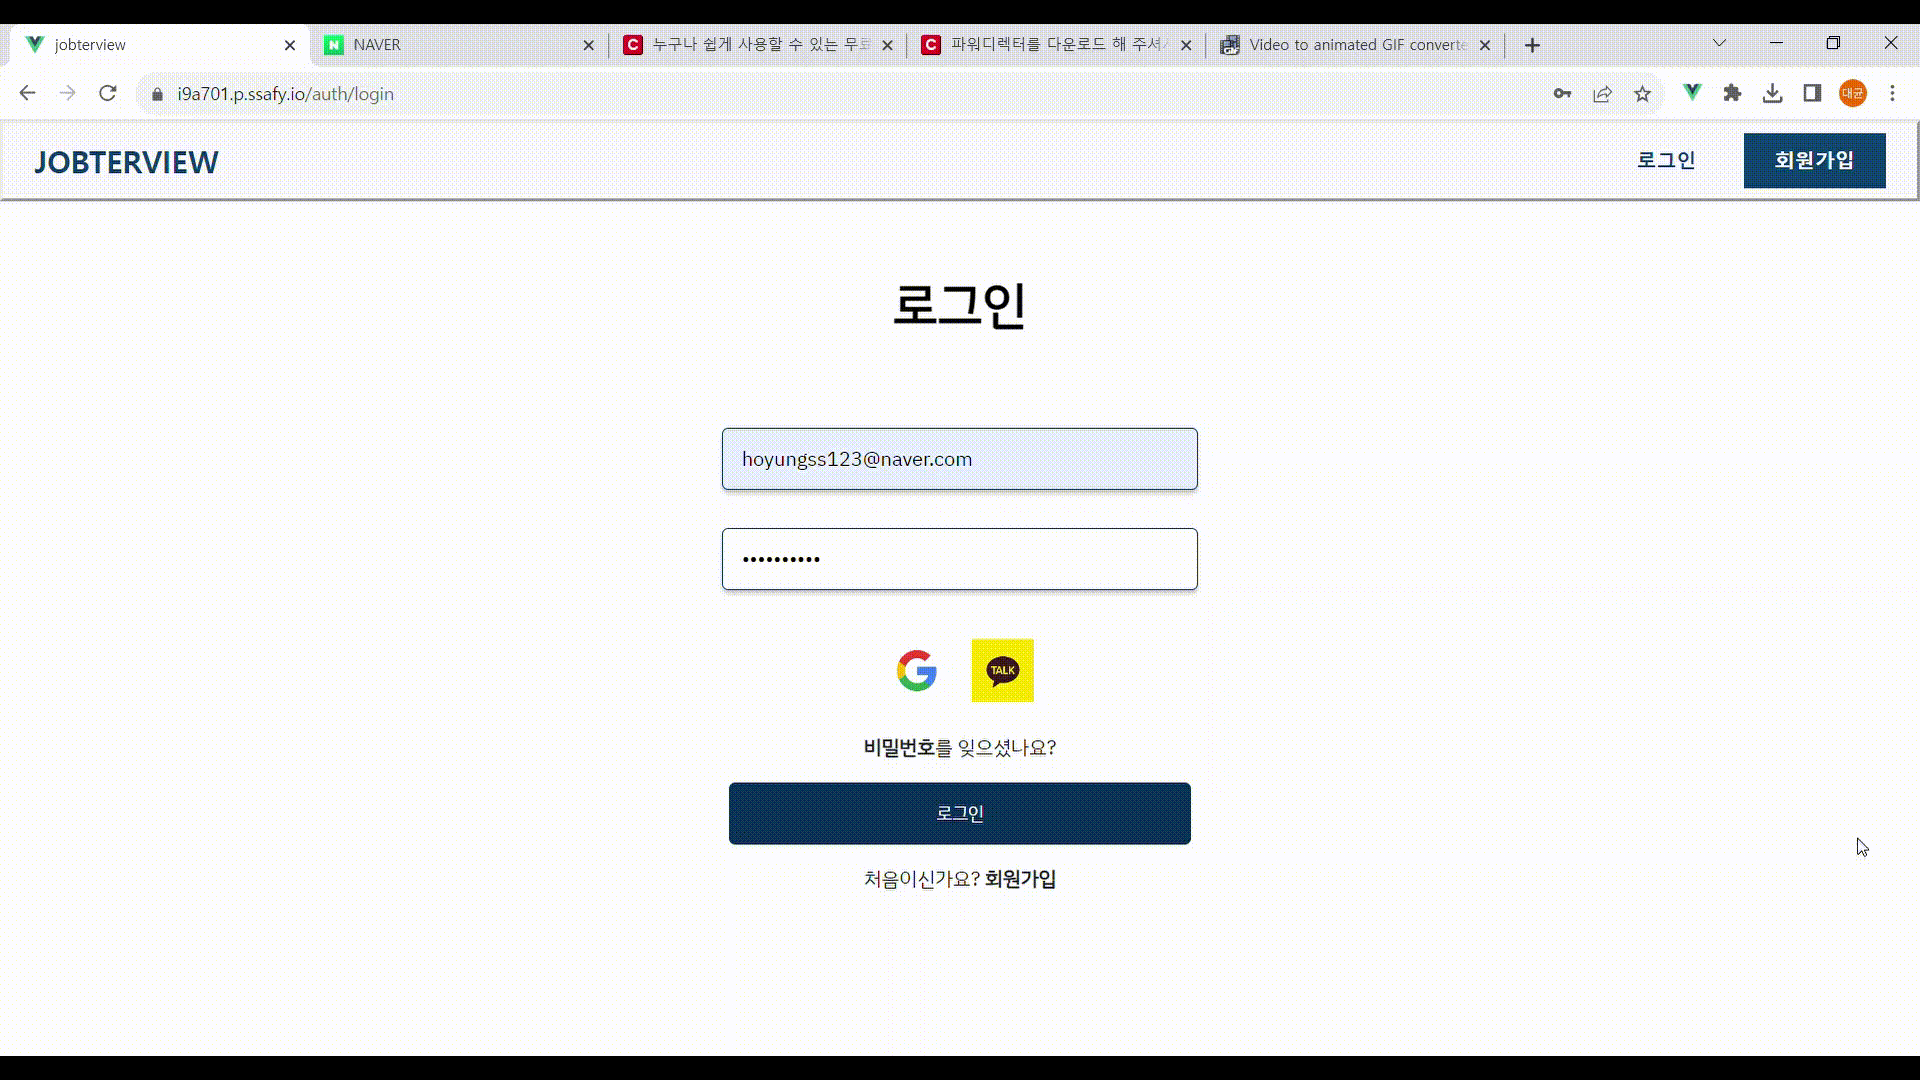 jobterview
NAVER
누구나 쉽게 사용할 수 있는 무료
파워디렉터를 다운로드 해 주셔서
Video to animated GIF converte
i9a701.p.ssafy.io/auth/login
대균
JOBTERVIEW
로그인
회원가입
로그인
hoyungss123@naver.com
••••••••••
TALK
비밀번호를 잊으셨나요?
로그인
처음이신가요? 회원가입